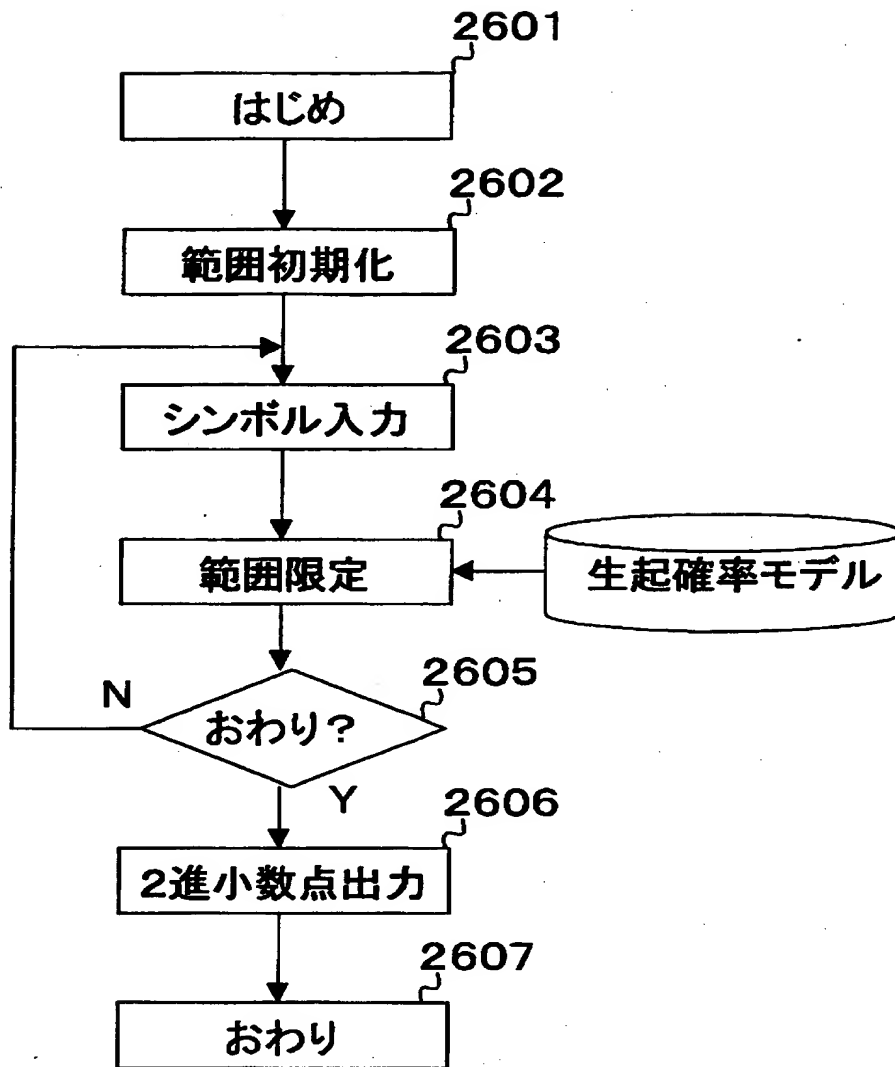 2601
はじめ
2602
範囲初期化
2603
シンボル入力
2604
範囲限定
生起確率モデル
2605
N
おわり？
Y
2606
2進小数点出力
2607
おわり